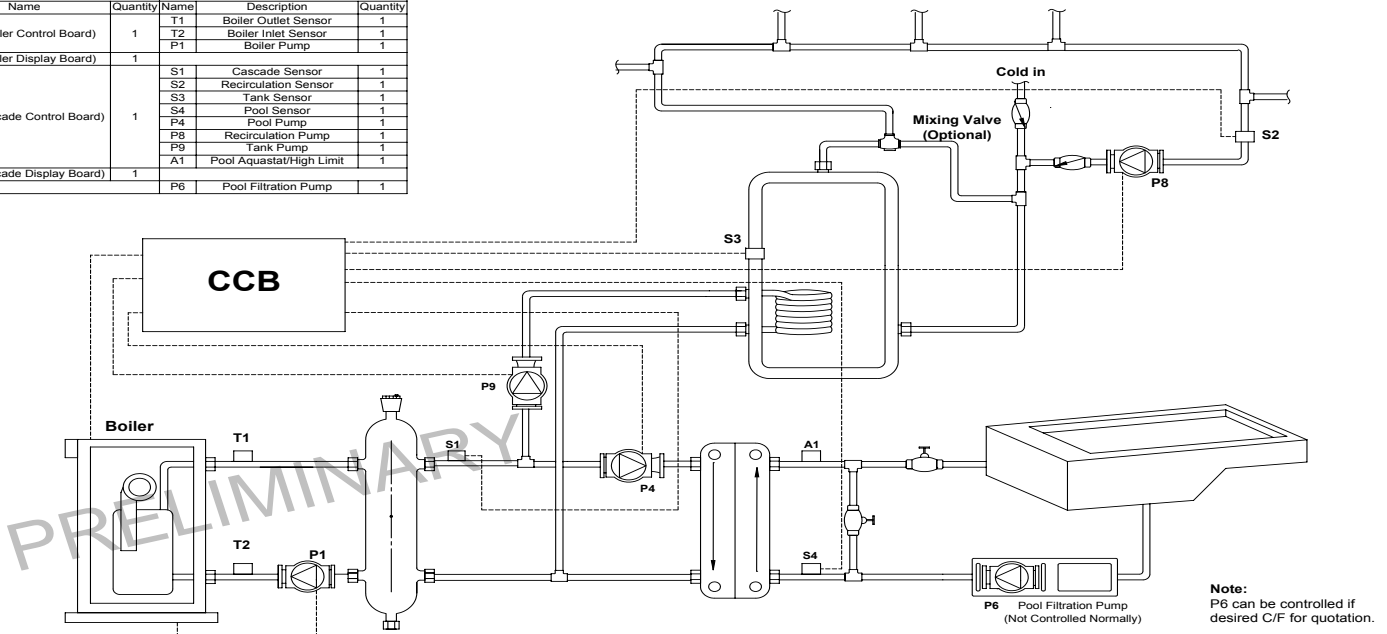 Name Quantity Name Description Quantity
T1 Boiler Outlet Sensor 1
ler Control Board) 1 T2 Boiler Inlet Sensor 1
P1 Boiler Pump 1
ler Display Board) 1
S1 Cascade Sensor 1
S2 Recirculation Sensor 1
S3 Tank Sensor 1
cade Control Board) 1 S4 Pool Sensor 1
P4 Pool Pump 1
P8 Recirculation Pump 1
P9 Tank Pump 1
A1 Pool Aquastat/High Limit 1
cade Display Board) 1
P6 Pool Filtration Pump 1
Cold in
Mixing Valve
(Optional)
S2
P8
S3
CCB
P9
Boiler
T1
S1
A1
P4
PRELIMINARY
T2
P1
S4
P6 Pool Filtration Pump
(Not Controlled Normally)
Note:
P6 can be controlled if
desired C/F for quotation.